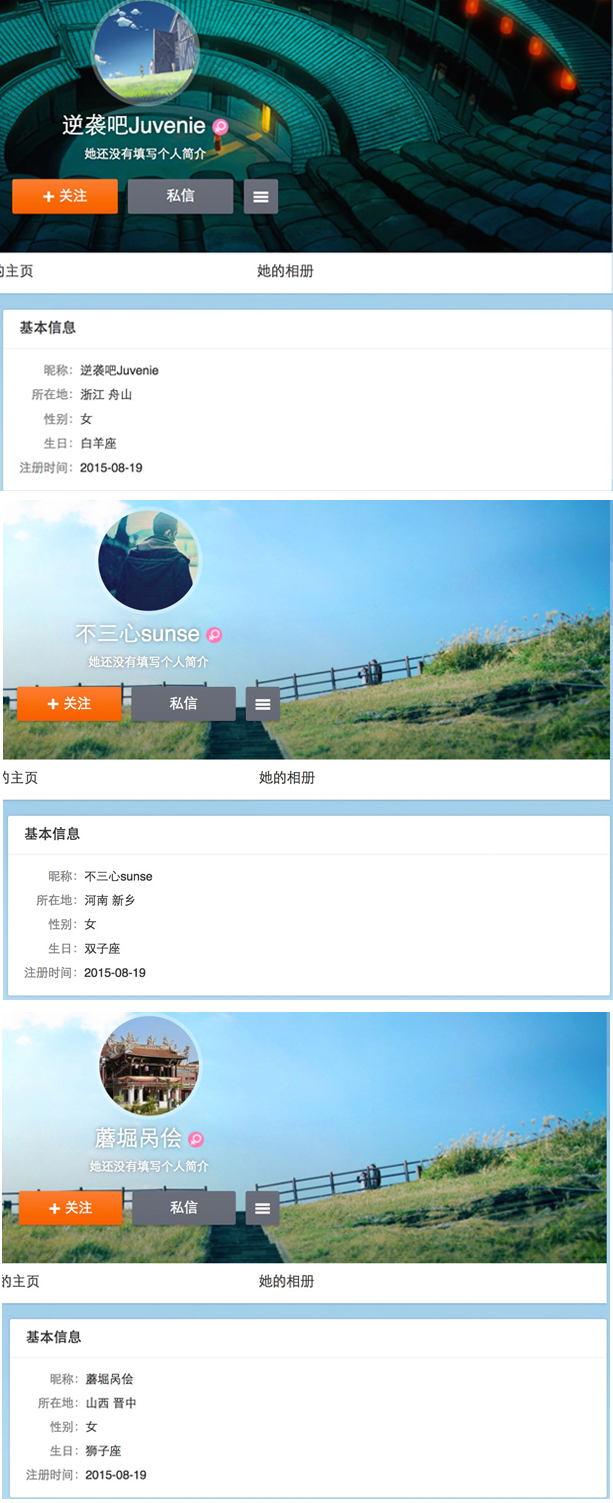 逆袭吧Juvenie
她还没有填写个人简介
+ 关注 私信
的主页 她的相册
基本信息
昵称: 逆袭吧Juvenie
所在地: 浙江 舟山
性别: 女
生日: 白羊座
注册时间: 2015-08-19
不三心sunse
她还没有填写个人简介
+ 关注 私信
的主页 她的相册
基本信息
昵称: 不三心sunse
所在地: 河南 新乡
性别: 女
生日: 双子座
注册时间: 2015-08-19
蘑堀呙侩
她还没有填写个人简介
+ 关注 私信
的主页 她的相册
基本信息
昵称: 蘑堀呙侩
所在地: 山西 晋中
性别: 女
生日: 狮子座
注册时间: 2015-08-19